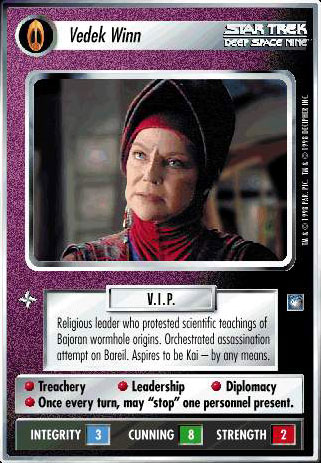 Vedek Winn
STAR TREK
DEEP SPACE NINE
TM & © 1998 PAR. PIC. TM & © 1998 DECIPHER INC.
V.I.P.
Religious leader who protested scientific teachings of
Bajoran wormhole origins. Orchestrated assassination
attempt on Bareil. Aspires to be Kai – by any means.
• Treachery • Leadership • Diplomacy
• Once every turn, may “stop” one personnel present.
INTEGRITY 3 CUNNING 8 STRENGTH 2